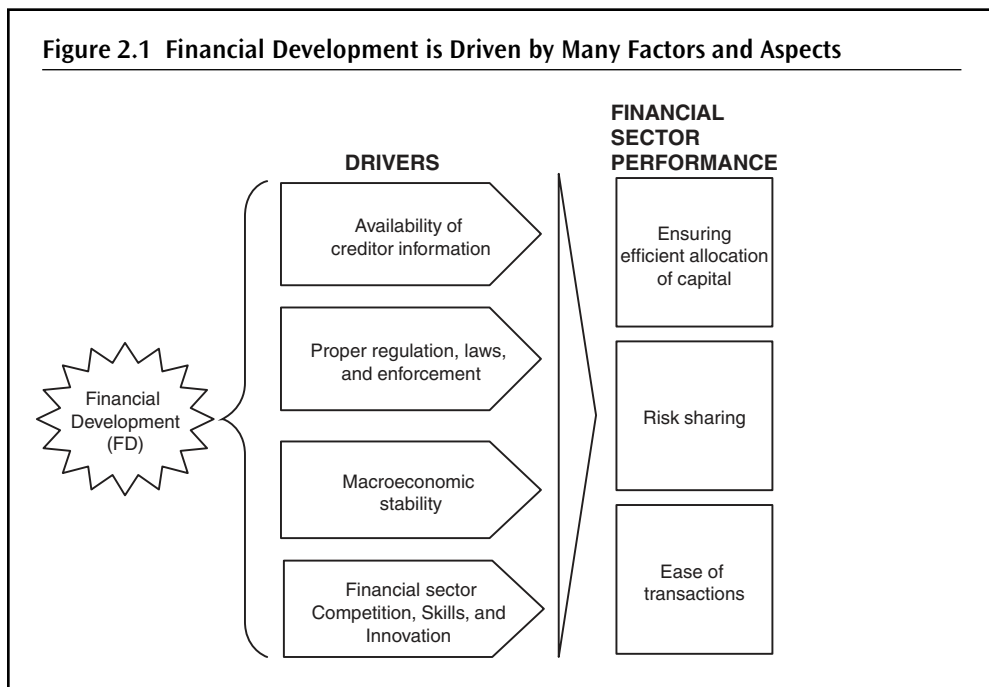 Figure 2.1 Financial Development is Driven by Many Factors and Aspects
FINANCIAL
SECTOR
PERFORMANCE
DRIVERS
Availability of
creditor information
Proper regulation, laws,
and enforcement
Macroeconomic
stability
Financial sector
Competition, Skills, and
Innovation
Financial
Development
(FD)
Ensuring
efficient allocation
of capital
Risk sharing
Ease of
transactions